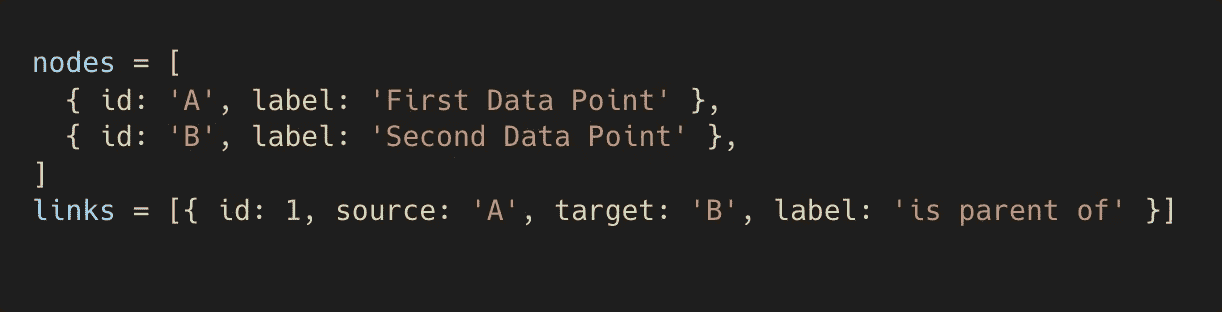 nodes = [
  { id: 'A', label: 'First Data Point' },
  { id: 'B', label: 'Second Data Point' },
]
links = [{ id: 1, source: 'A', target: 'B', label: 'is parent of' }]